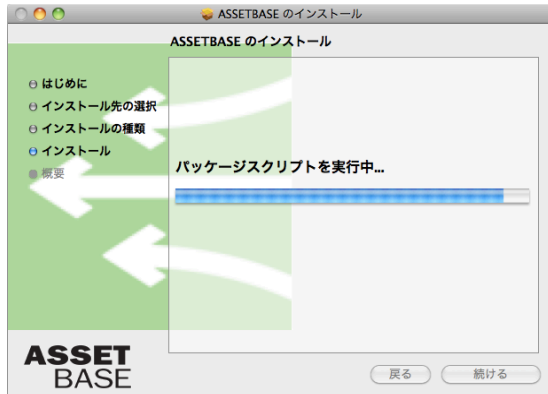 ASSETBASE のインストール
ASSETBASE のインストール
はじめに
インストール先の選択
インストールの種類
インストール
概要
パッケージスクリプトを実行中...
ASSET
BASE
戻る
続ける